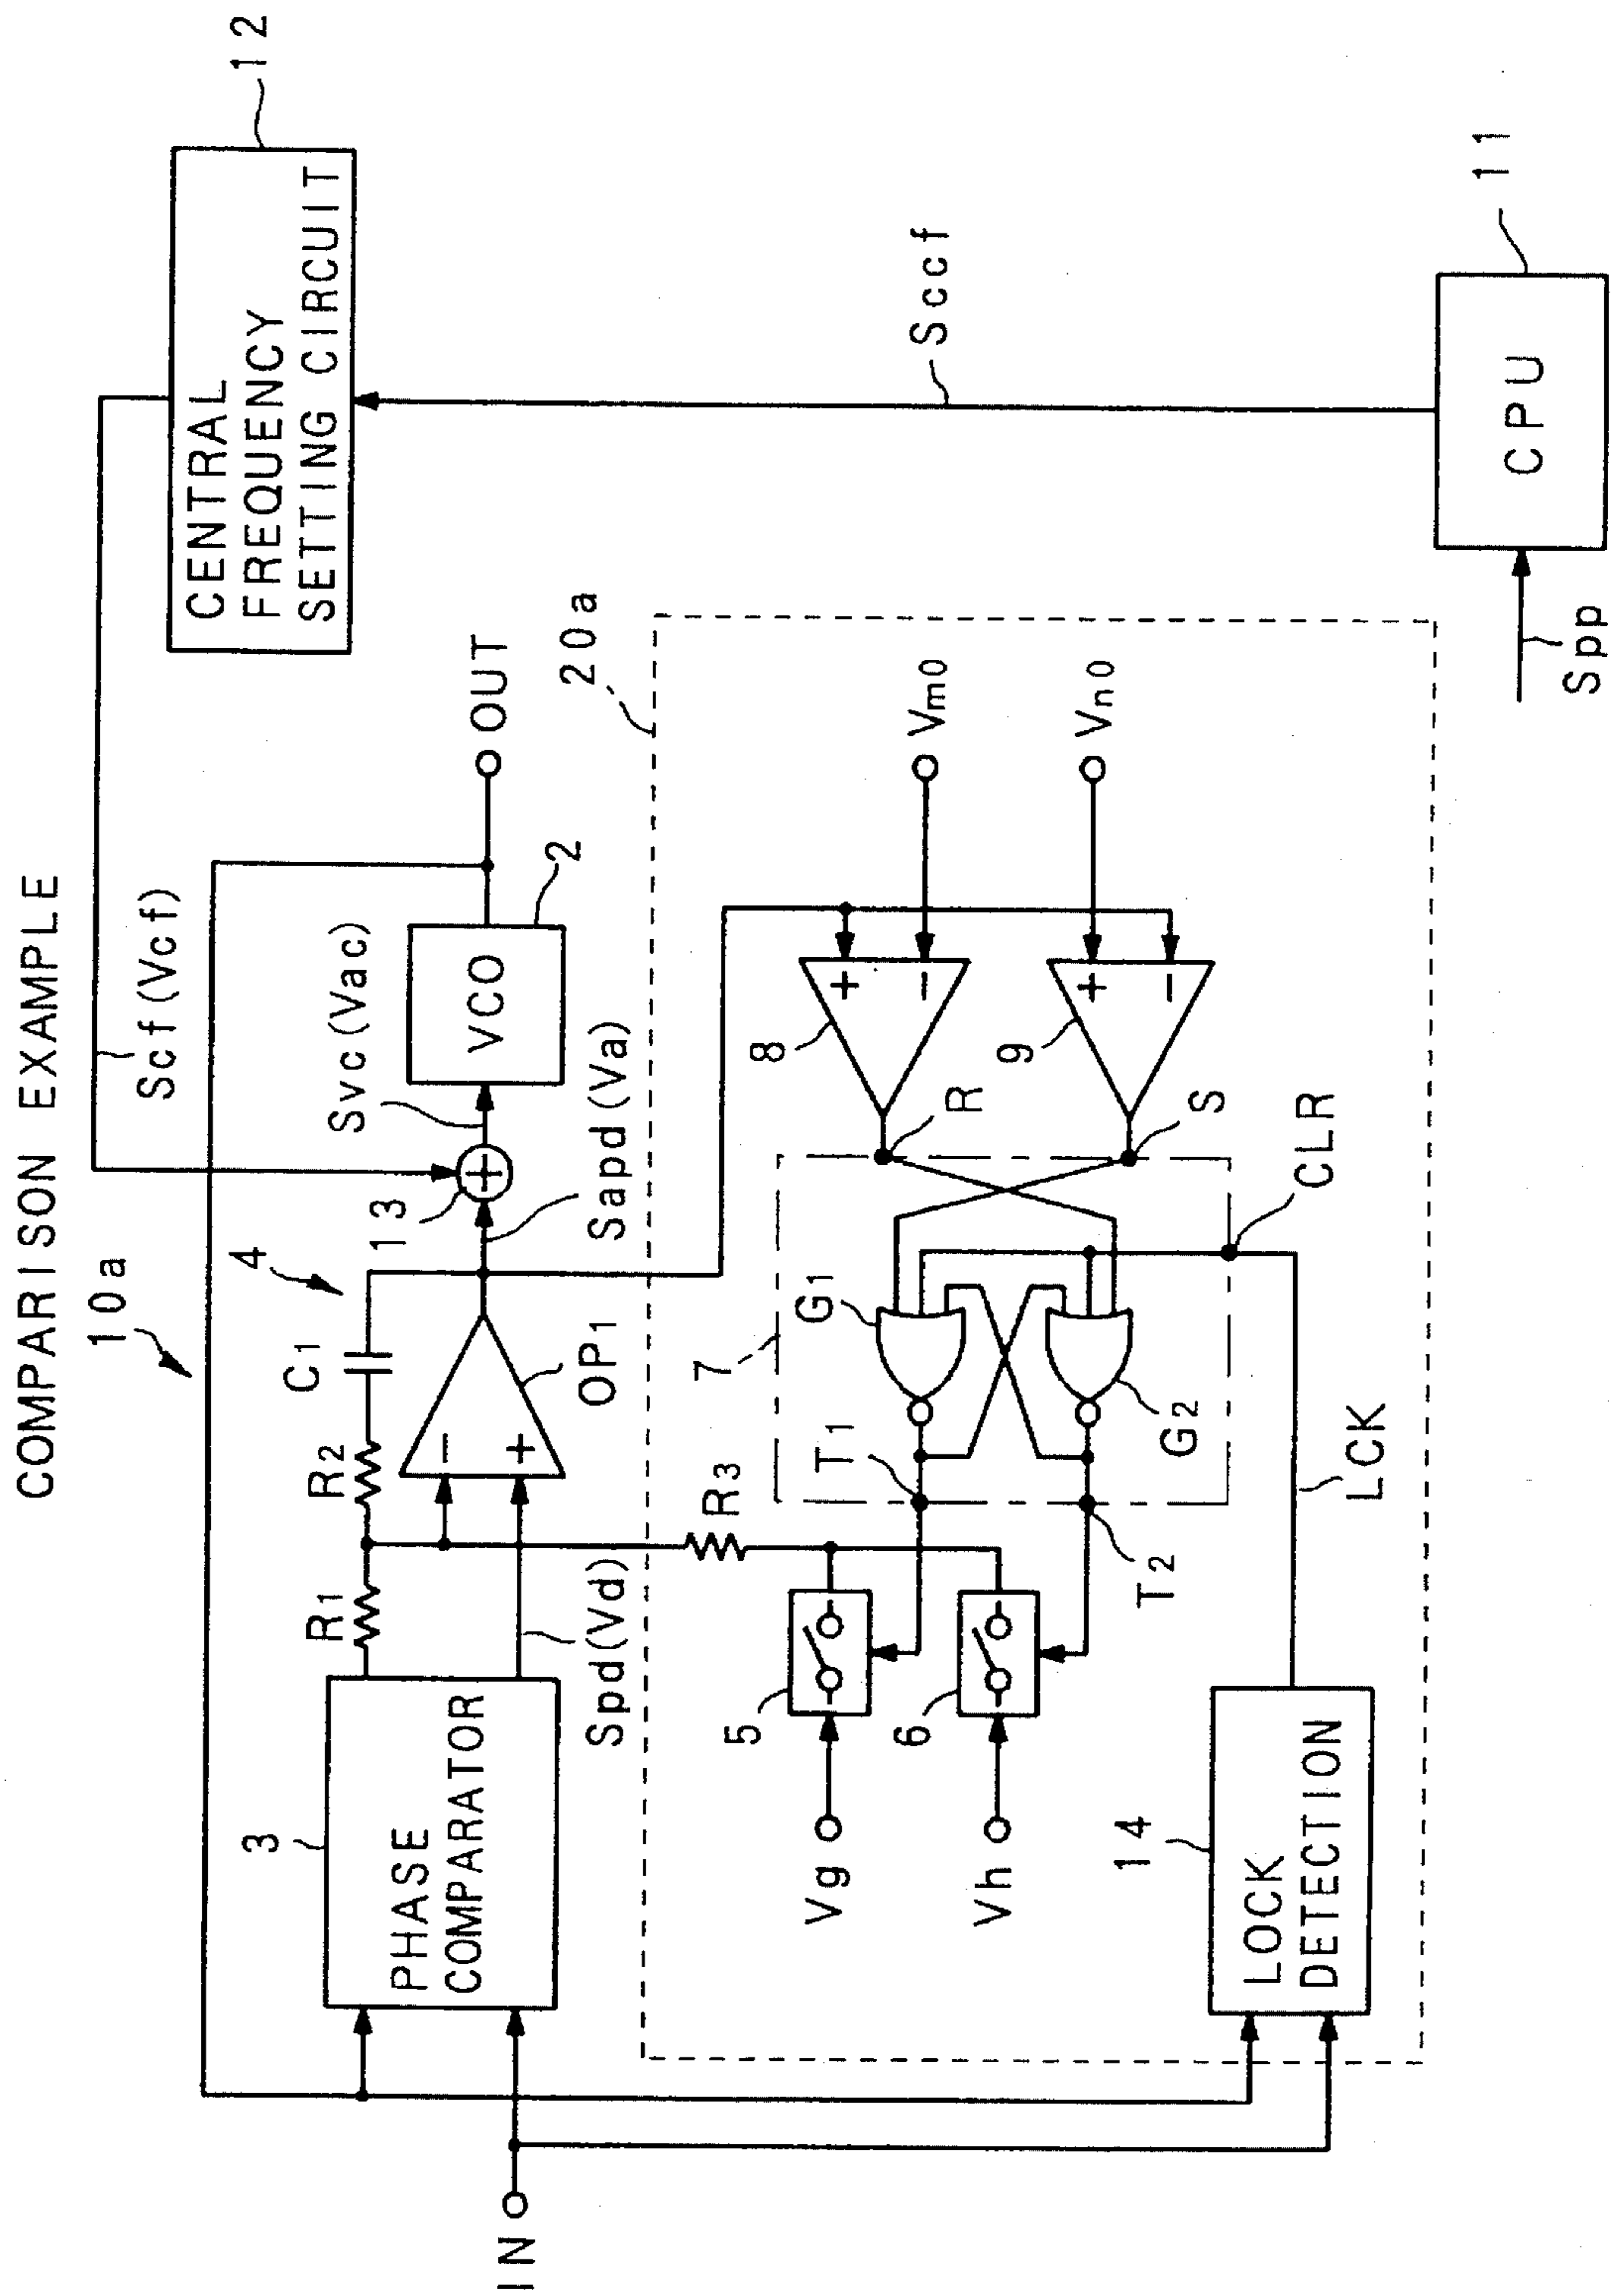 COMPARISON EXAMPLE
10a
12
CENTRAL
FREQUENCY
SETTING CIRCUIT
Scf(Vcf)
4
C1
R2
R1
13
Svc(Vac)
2
VCO
OUT
3
PHASE
COMPARATOR
OP1
Sapd(Va)
Spd(Vd)
IN
20a
R3
5
6
Vg
Vh
7
T1
T2
G1
G2
8
9
R
S
CLR
Vm0
Vn0
LCK
14
LOCK
DETECTION
Sccf
11
CPU
Spp
+
−
+
−
+
−
+